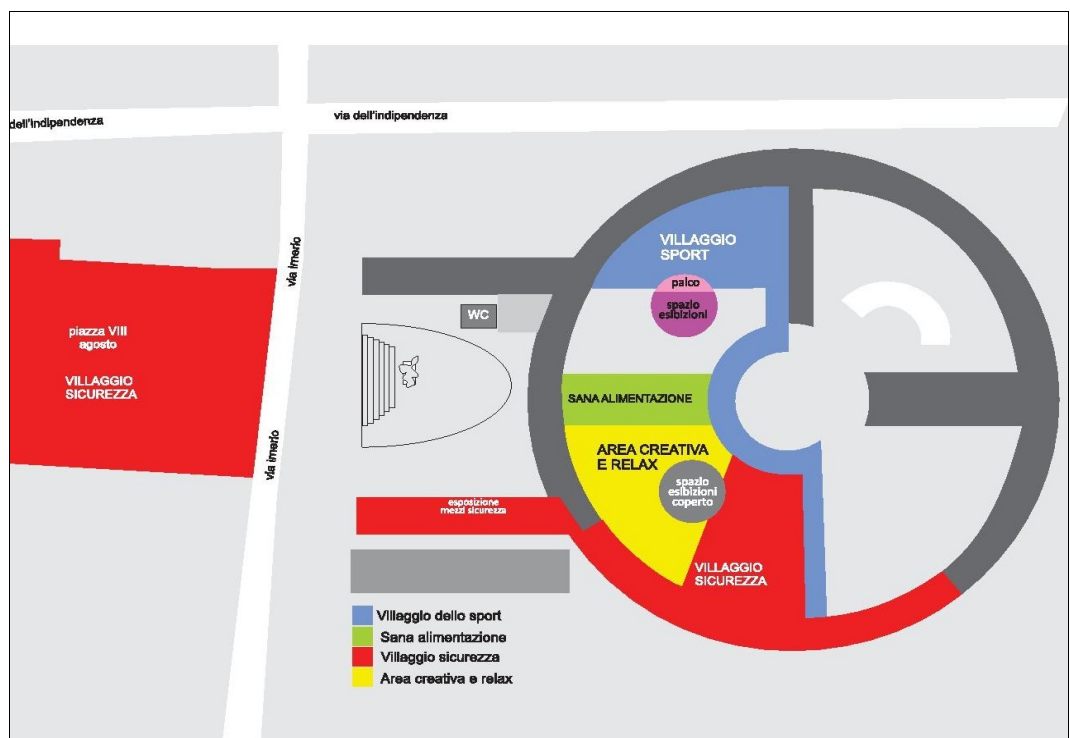 via dell'indipendenza
dell'indipendenza
VILLAGGIO
SPORT
via irnerio
palco
spazio
esibizioni
WC
piazza VIII
agosto
VILLAGGIO
SICUREZZA
SANA ALIMENTAZIONE
AREA CREATIVA
E RELAX
via irnerio
spazio
esibizioni
coperto
esposizione
mezzi sicurezza
VILLAGGIO
SICUREZZA
Villaggio dello sport
Sana alimentazione
Villaggio sicurezza
Area creativa e relax